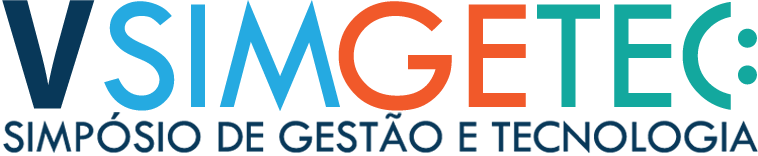 VSIMGETEC:
SIMPÓSIO DE GESTÃO E TECNOLOGIA